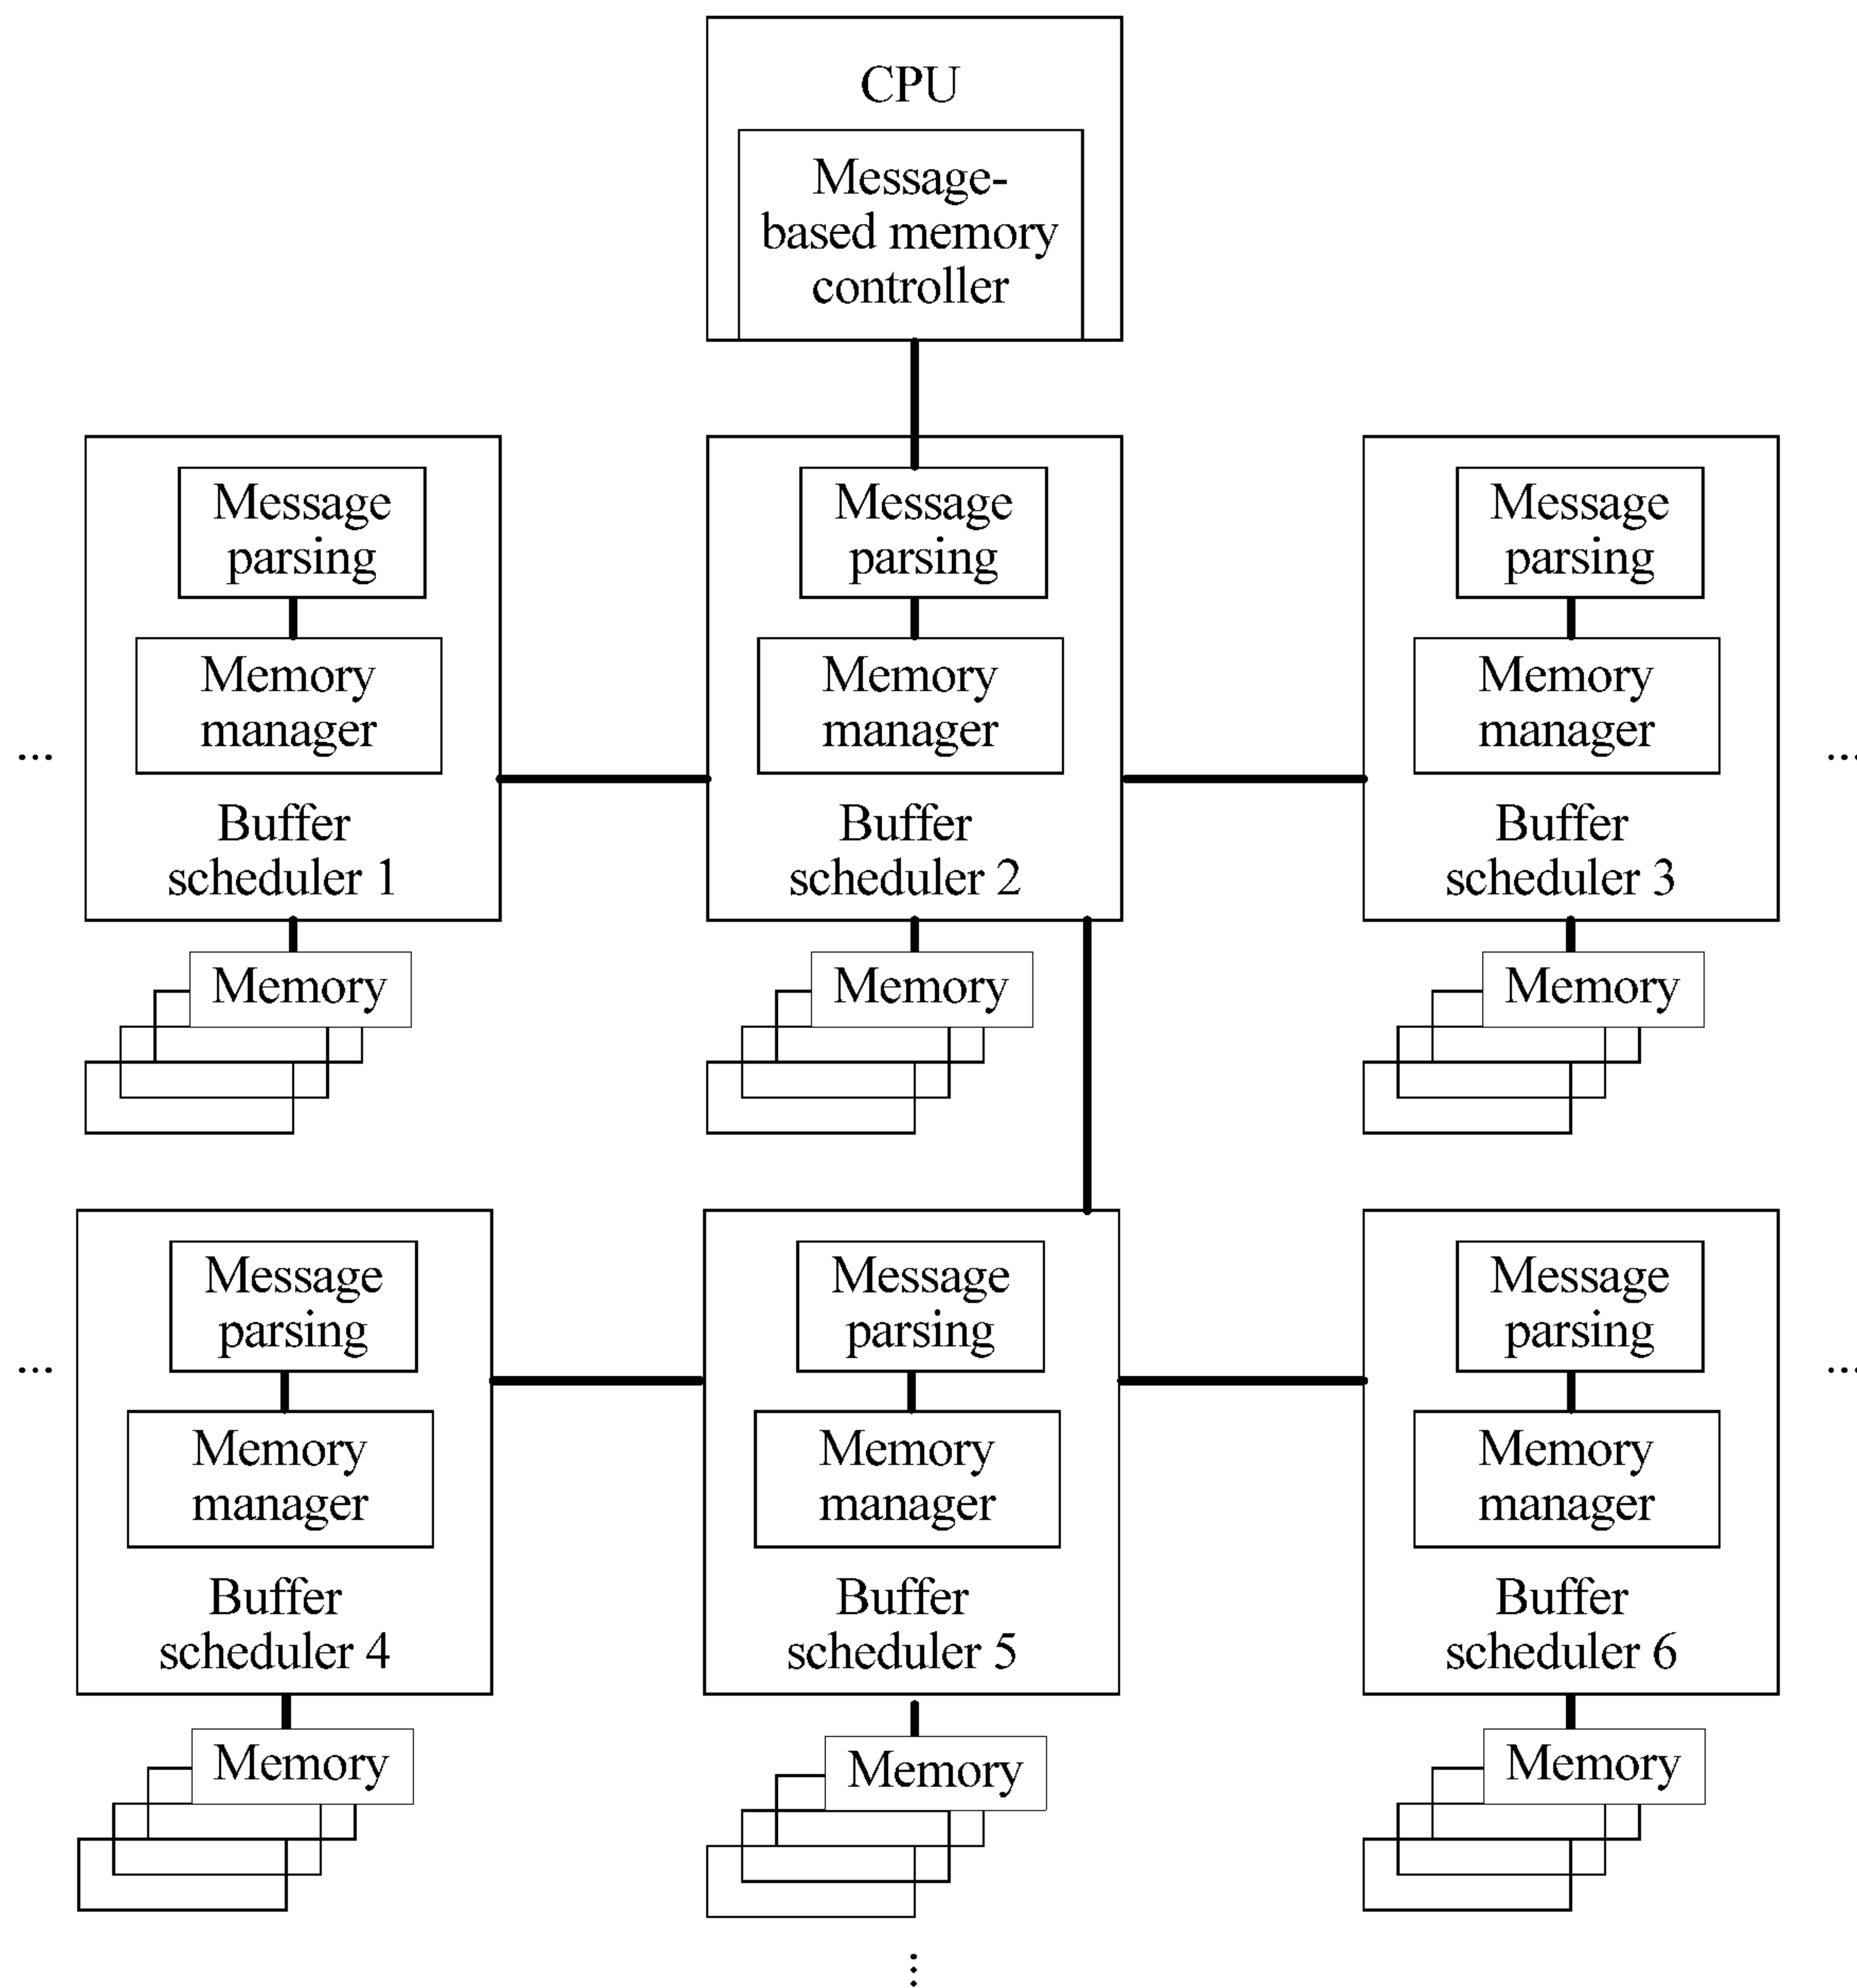 CPU
Message-
based memory
controller
Message
parsing
Memory
manager
Buffer
scheduler 1
Memory
Message
parsing
Memory
manager
Buffer
scheduler 2
Memory
Message
parsing
Memory
manager
Buffer
scheduler 3
Memory
...
...
Message
parsing
Memory
manager
Buffer
scheduler 4
Memory
Message
parsing
Memory
manager
Buffer
scheduler 5
Memory
Message
parsing
Memory
manager
Buffer
scheduler 6
Memory
...
...
...